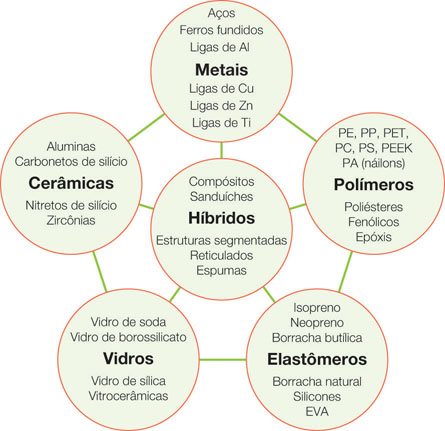 Aços
Ferros fundidos
Ligas de Al
Metais
Ligas de Cu
Ligas de Zn
Ligas de Ti
Aluminas
Carbonetos de silício
Cerâmicas
Nitretos de silício
Zircônias
Compósitos
Sanduíches
Híbridos
Estruturas segmentadas
Reticulados
Espumas
PE, PP, PET,
PC, PS, PEEK
PA (náilons)
Polímeros
Poliésteres
Fenólicos
Epóxis
Vidro de soda
Vidro de borossilicato
Vidros
Vidro de sílica
Vitrocerâmicas
Isopreno
Neopreno
Borracha butílica
Elastômeros
Borracha natural
Silicones
EVA